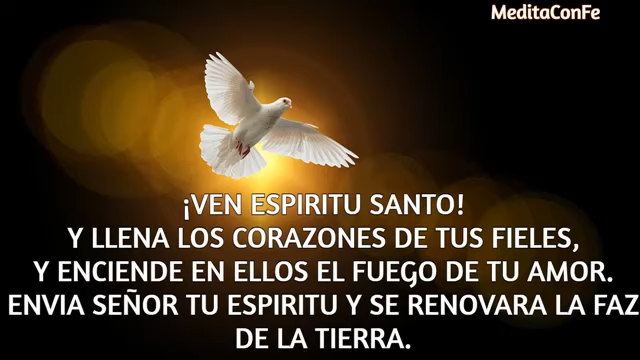 MeditaConFe
¡VEN ESPIRITU SANTO!
Y LLENA LOS CORAZONES DE TUS FIELES,
Y ENCIENDE EN ELLOS EL FUEGO DE TU AMOR.
ENVIA SEÑOR TU ESPIRITU Y SE RENOVARA LA FAZ
DE LA TIERRA.